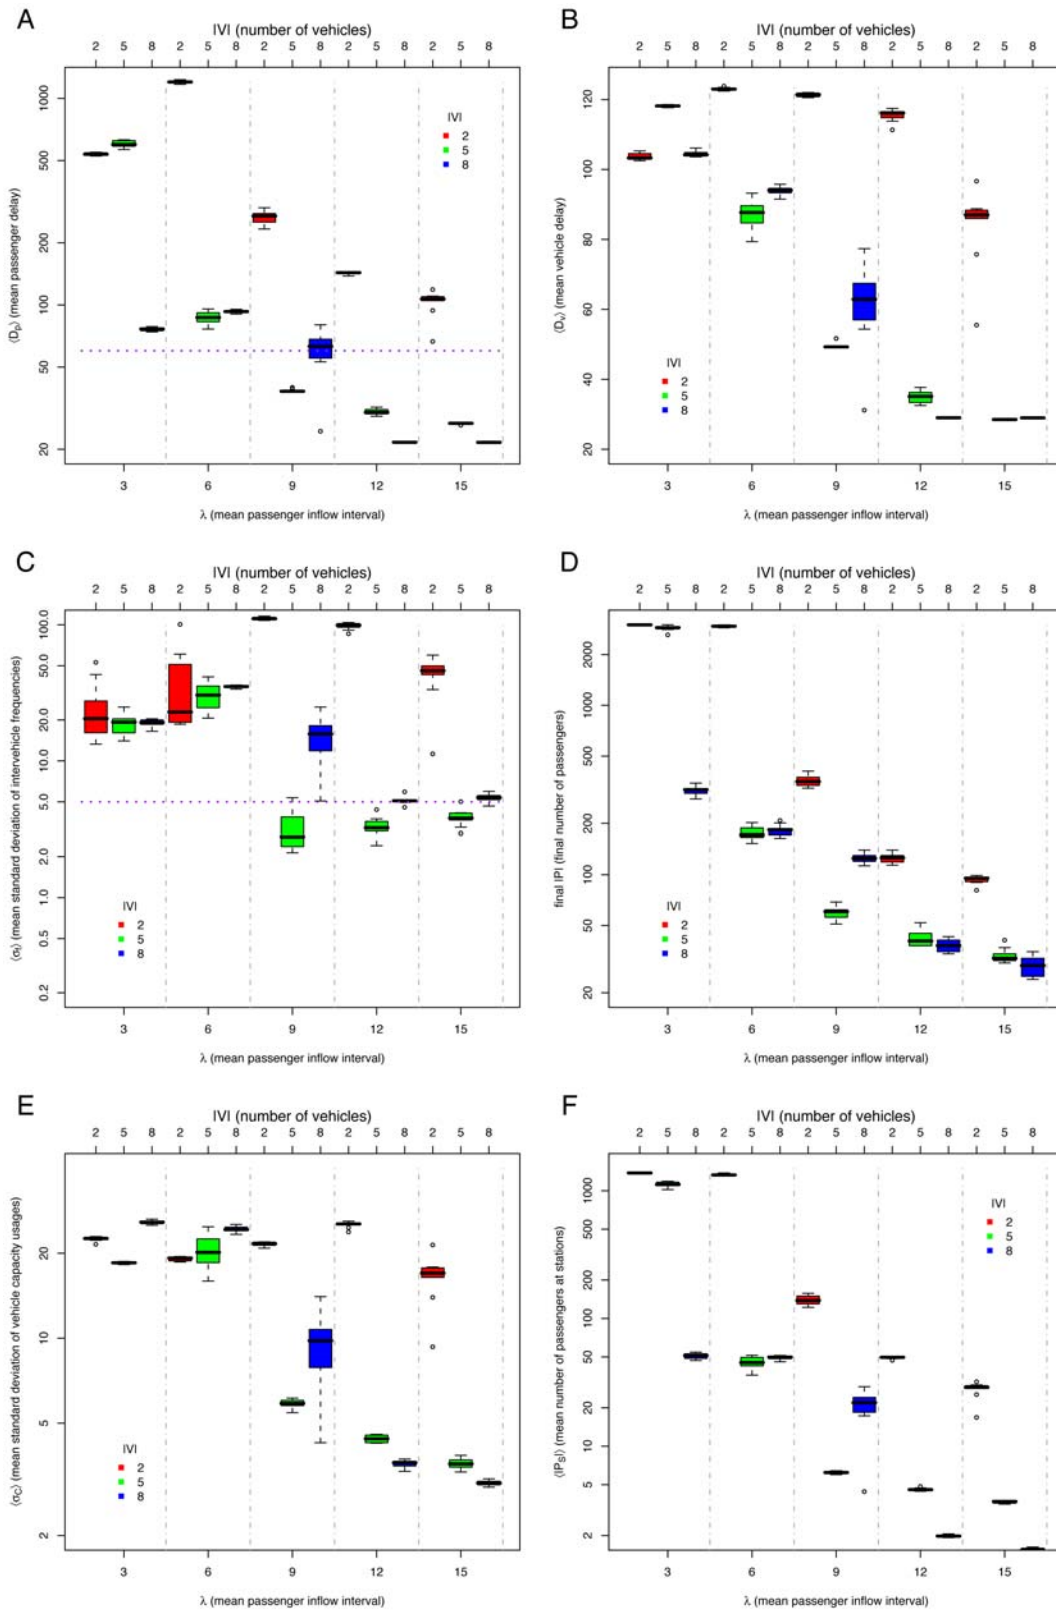 A
|V| (number of vehicles)
2 5 8 2 5 8 2 5 8 2 5 8 2 5 8
⟨Dp⟩ (mean passenger delay)
1000
500
200
100
50
20
|V|
2
5
8
3 6 9 12 15
λ (mean passenger inflow interval)
B
|V| (number of vehicles)
2 5 8 2 5 8 2 5 8 2 5 8 2 5 8
⟨Dv⟩ (mean vehicle delay)
120
100
80
60
40
20
|V|
2
5
8
3 6 9 12 15
λ (mean passenger inflow interval)
C
|V| (number of vehicles)
2 5 8 2 5 8 2 5 8 2 5 8 2 5 8
(mean standard deviation of intervehicle frequencies)
100.0
50.0
20.0
10.0
5.0
2.0
1.0
0.5
0.2
|V|
2
5
8
3 6 9 12 15
λ (mean passenger inflow interval)
D
|V| (number of vehicles)
2 5 8 2 5 8 2 5 8 2 5 8 2 5 8
final |P| (final number of passengers)
2000
1000
500
200
100
50
20
|V|
2
5
8
3 6 9 12 15
λ (mean passenger inflow interval)
E
|V| (number of vehicles)
2 5 8 2 5 8 2 5 8 2 5 8 2 5 8
⟨σC⟩ (mean standard deviation of vehicle capacity usages)
20
10
5
2
|V|
2
5
8
3 6 9 12 15
λ (mean passenger inflow interval)
F
|V| (number of vehicles)
2 5 8 2 5 8 2 5 8 2 5 8 2 5 8
⟨|PS|⟩ (mean number of passengers at stations)
1000
500
200
100
50
20
10
5
2
|V|
2
5
8
3 6 9 12 15
λ (mean passenger inflow interval)